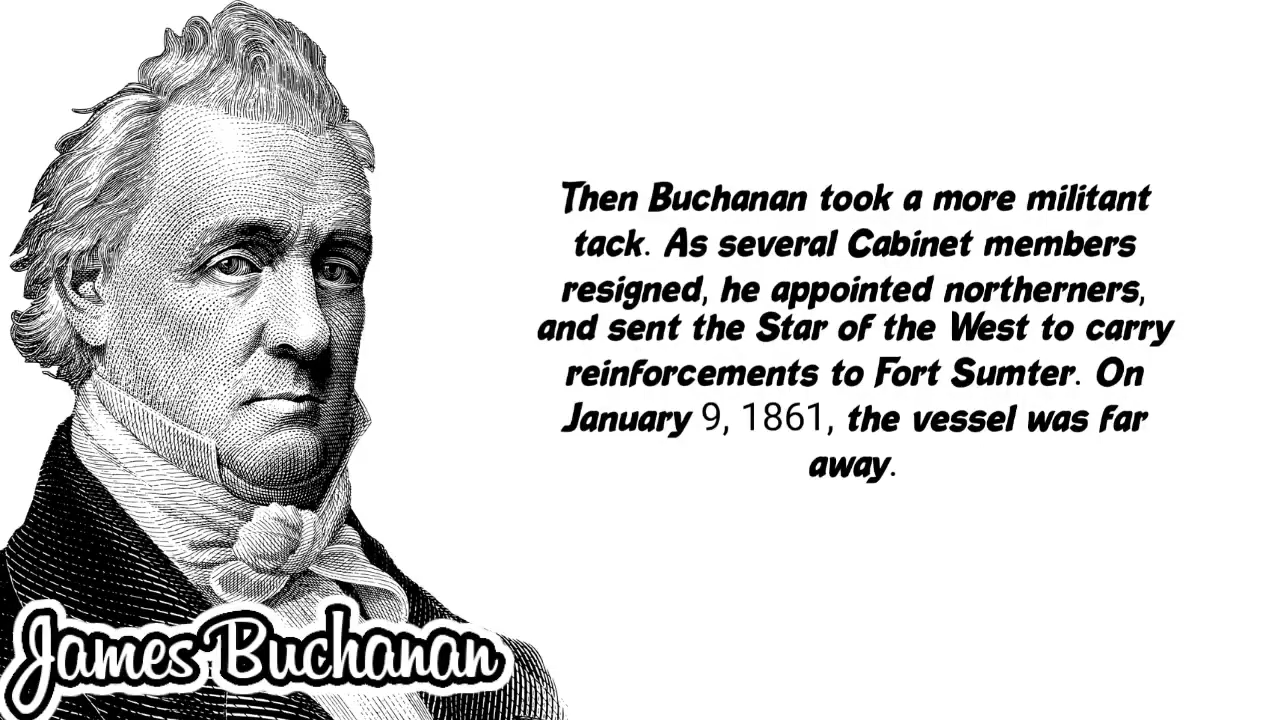 Then Buchanan took a more militant
tack. As several Cabinet members
resigned, he appointed northerners,
and sent the Star of the West to carry
reinforcements to Fort Sumter. On
January 9, 1861, the vessel was far
away.
James Buchanan